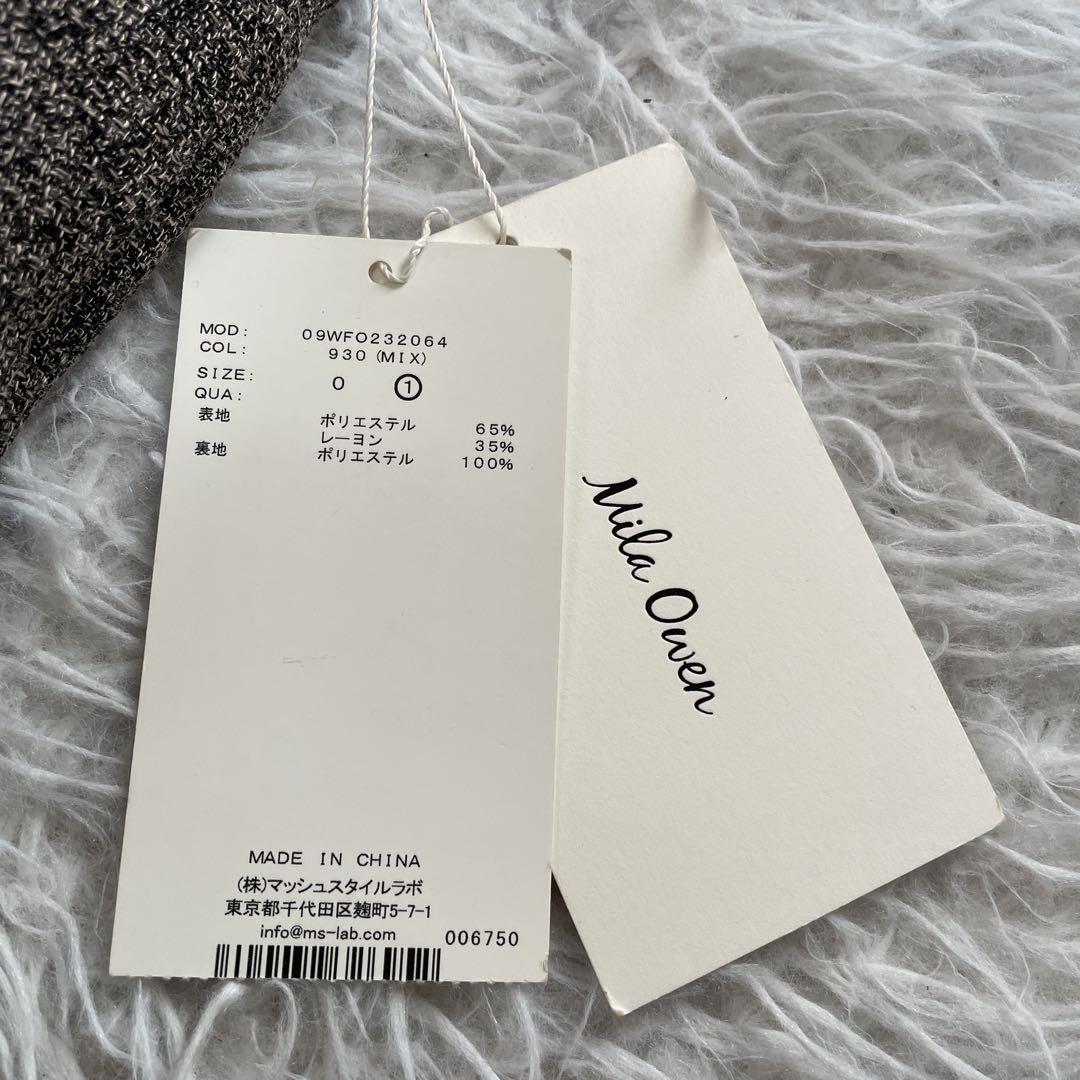 MOD: 09WFO232064
COL: 930 (MIX)
SIZE: 0 ①
QUA:
表地 ポリエステル 65%
レーヨン 35%
裏地 ポリエステル 100%
MADE IN CHINA
(株)マッシュスタイルラボ
東京都千代田区麹町5-7-1
info@ms-lab.com 006750
Mila Owen